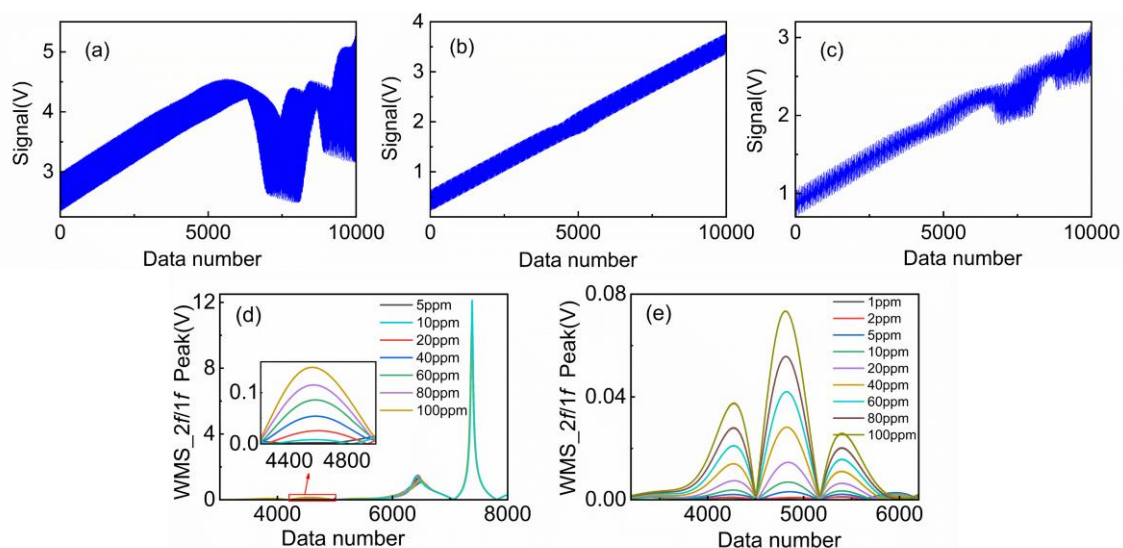 (a)
5
4
3
Signal(V)
0
5000
10000
Data number
(b)
4
3
2
1
Signal(V)
0
5000
10000
Data number
(c)
3
2
1
Signal(V)
0
5000
10000
Data number
(d)
12
9
6
3
0
WMS_2f/1f Peak(V)
5ppm
10ppm
20ppm
40ppm
60ppm
80ppm
100ppm
0.1
0.0
4400 4800
4000
6000
8000
Data number
(e)
0.08
0.04
0.00
WMS_2f/1f Peak(V)
1ppm
2ppm
5ppm
10ppm
20ppm
40ppm
60ppm
80ppm
100ppm
4000
5000
6000
Data number